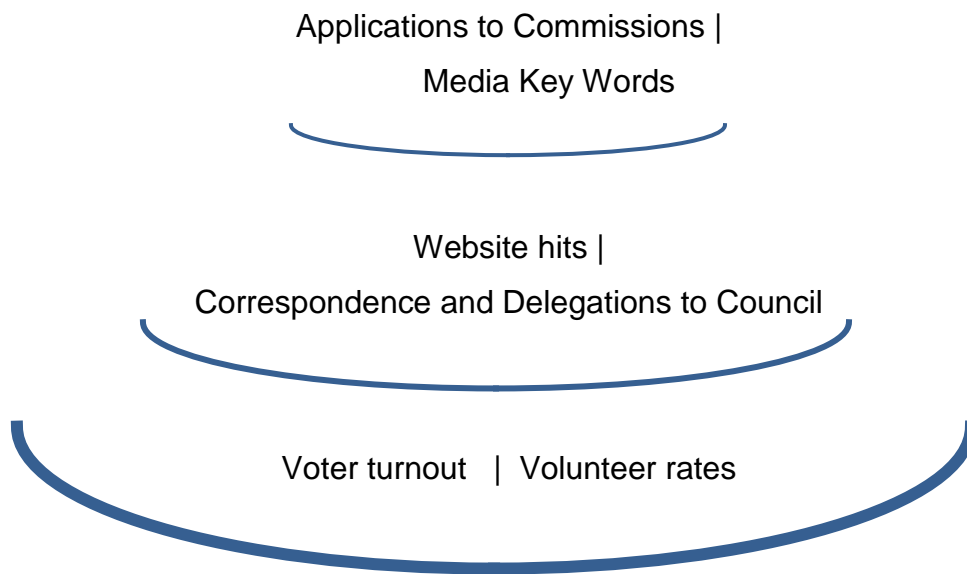 Applications to Commissions |
Media Key Words
Website hits |
Correspondence and Delegations to Council
Voter turnout | Volunteer rates